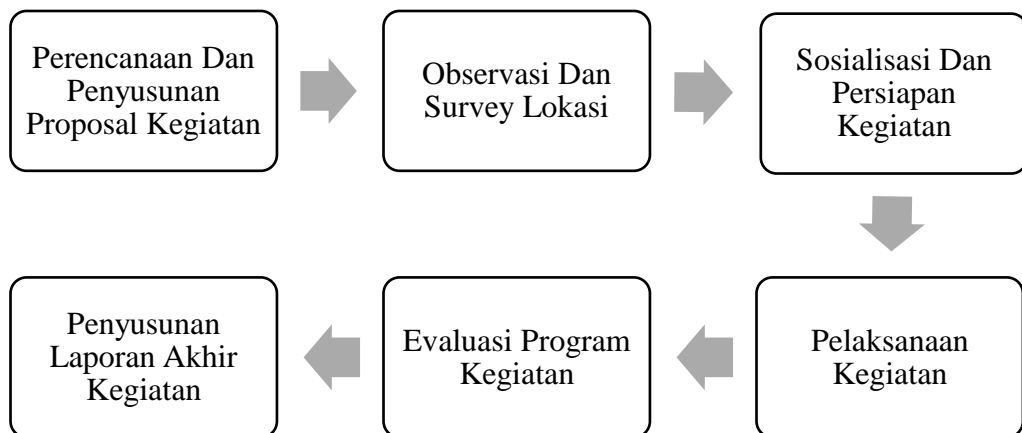 Perencanaan Dan
Penyusunan
Proposal Kegiatan
Observasi Dan
Survey Lokasi
Sosialisasi Dan
Persiapan
Kegiatan
Pelaksanaan
Kegiatan
Evaluasi Program
Kegiatan
Penyusunan
Laporan Akhir
Kegiatan